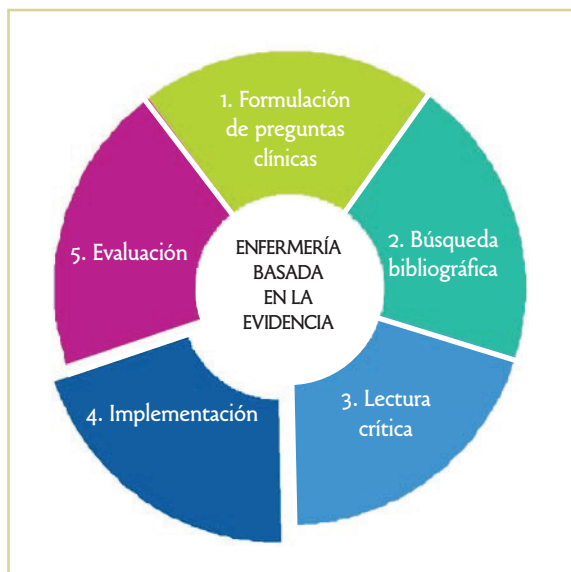 1. Formulación
de preguntas
clínicas
2. Búsqueda
bibliográfica
3. Lectura
crítica
4. Implementación
5. Evaluación
ENFERMERÍA
BASADA
EN LA
EVIDENCIA